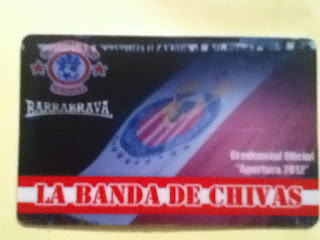 BARRABRAVA
Credencial Oficial
"Apertura 2012"
LA BANDA DE CHIVAS